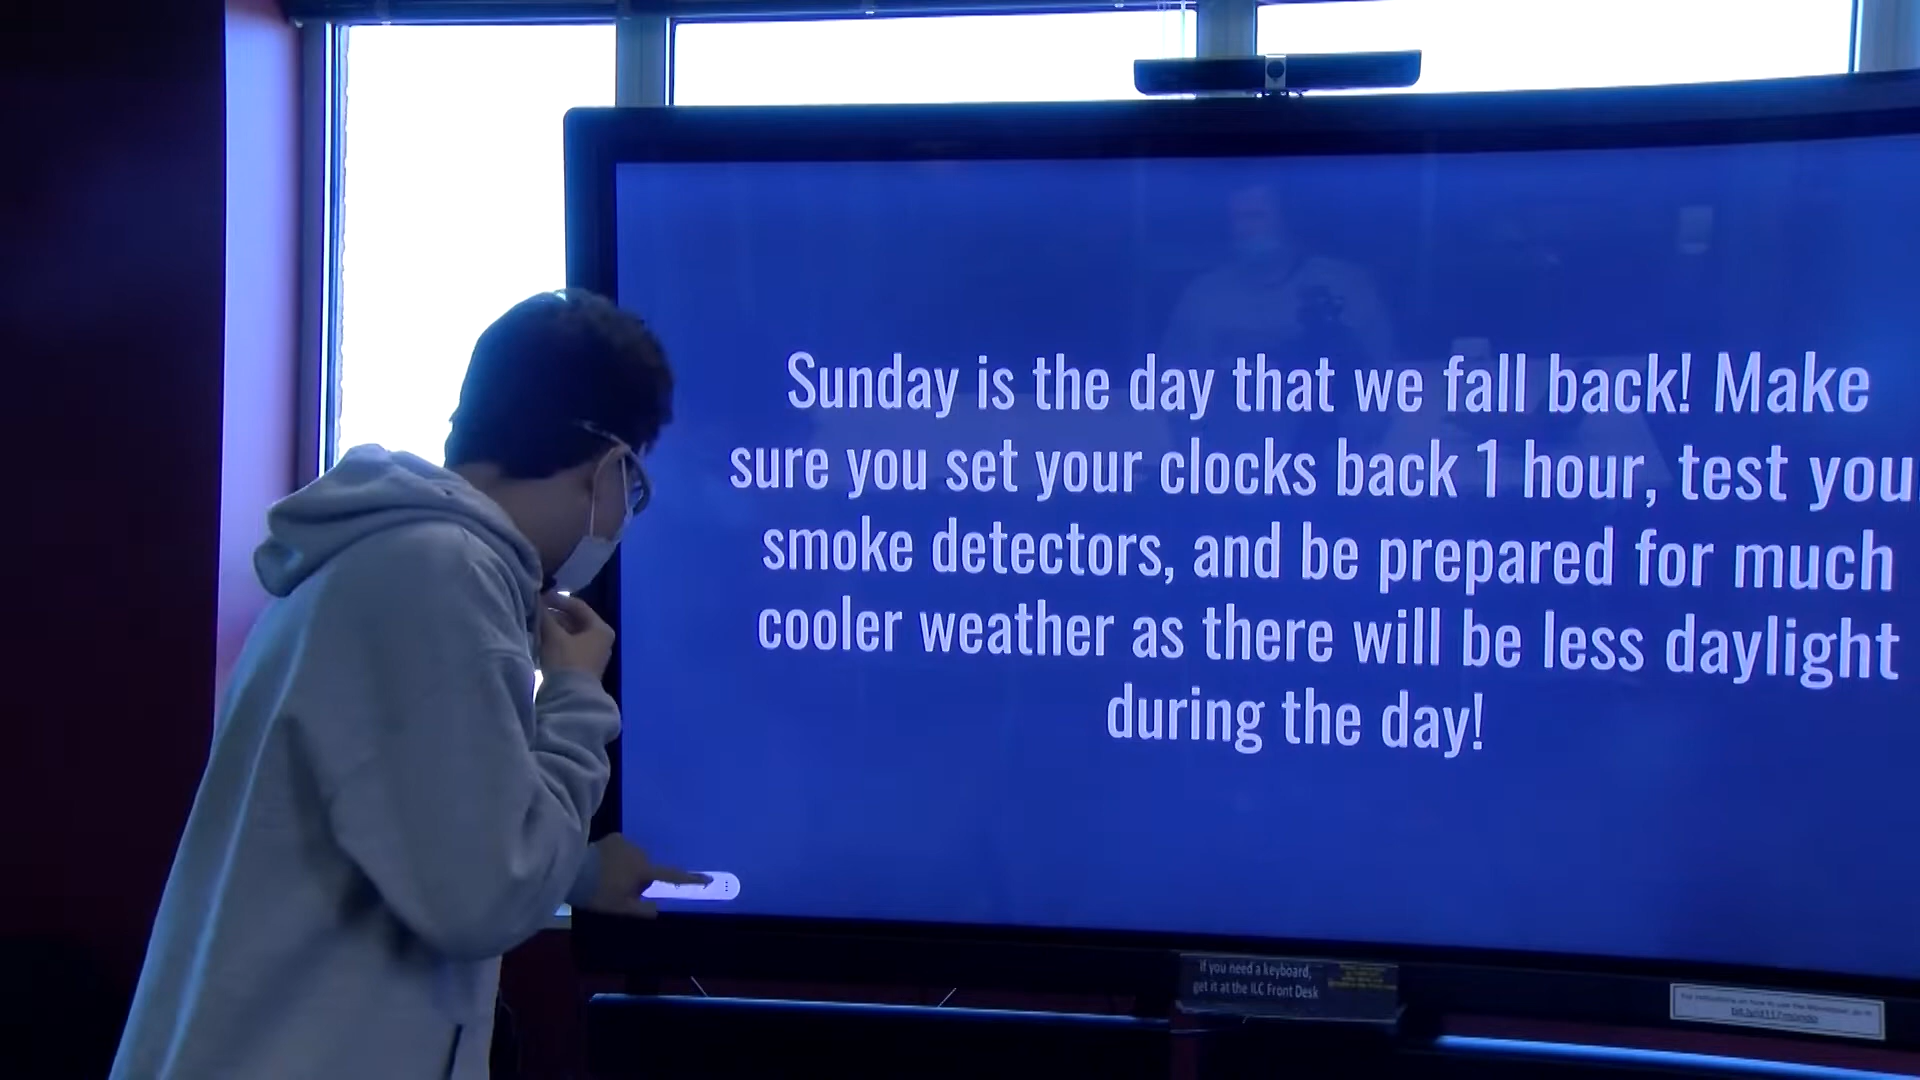 Sunday is the day that we fall back! Make
sure you set your clocks back 1 hour, test you
smoke detectors, and be prepared for much
cooler weather as there will be less daylight
during the day!
If you need a keyboard,
get it at the ILC Front Desk